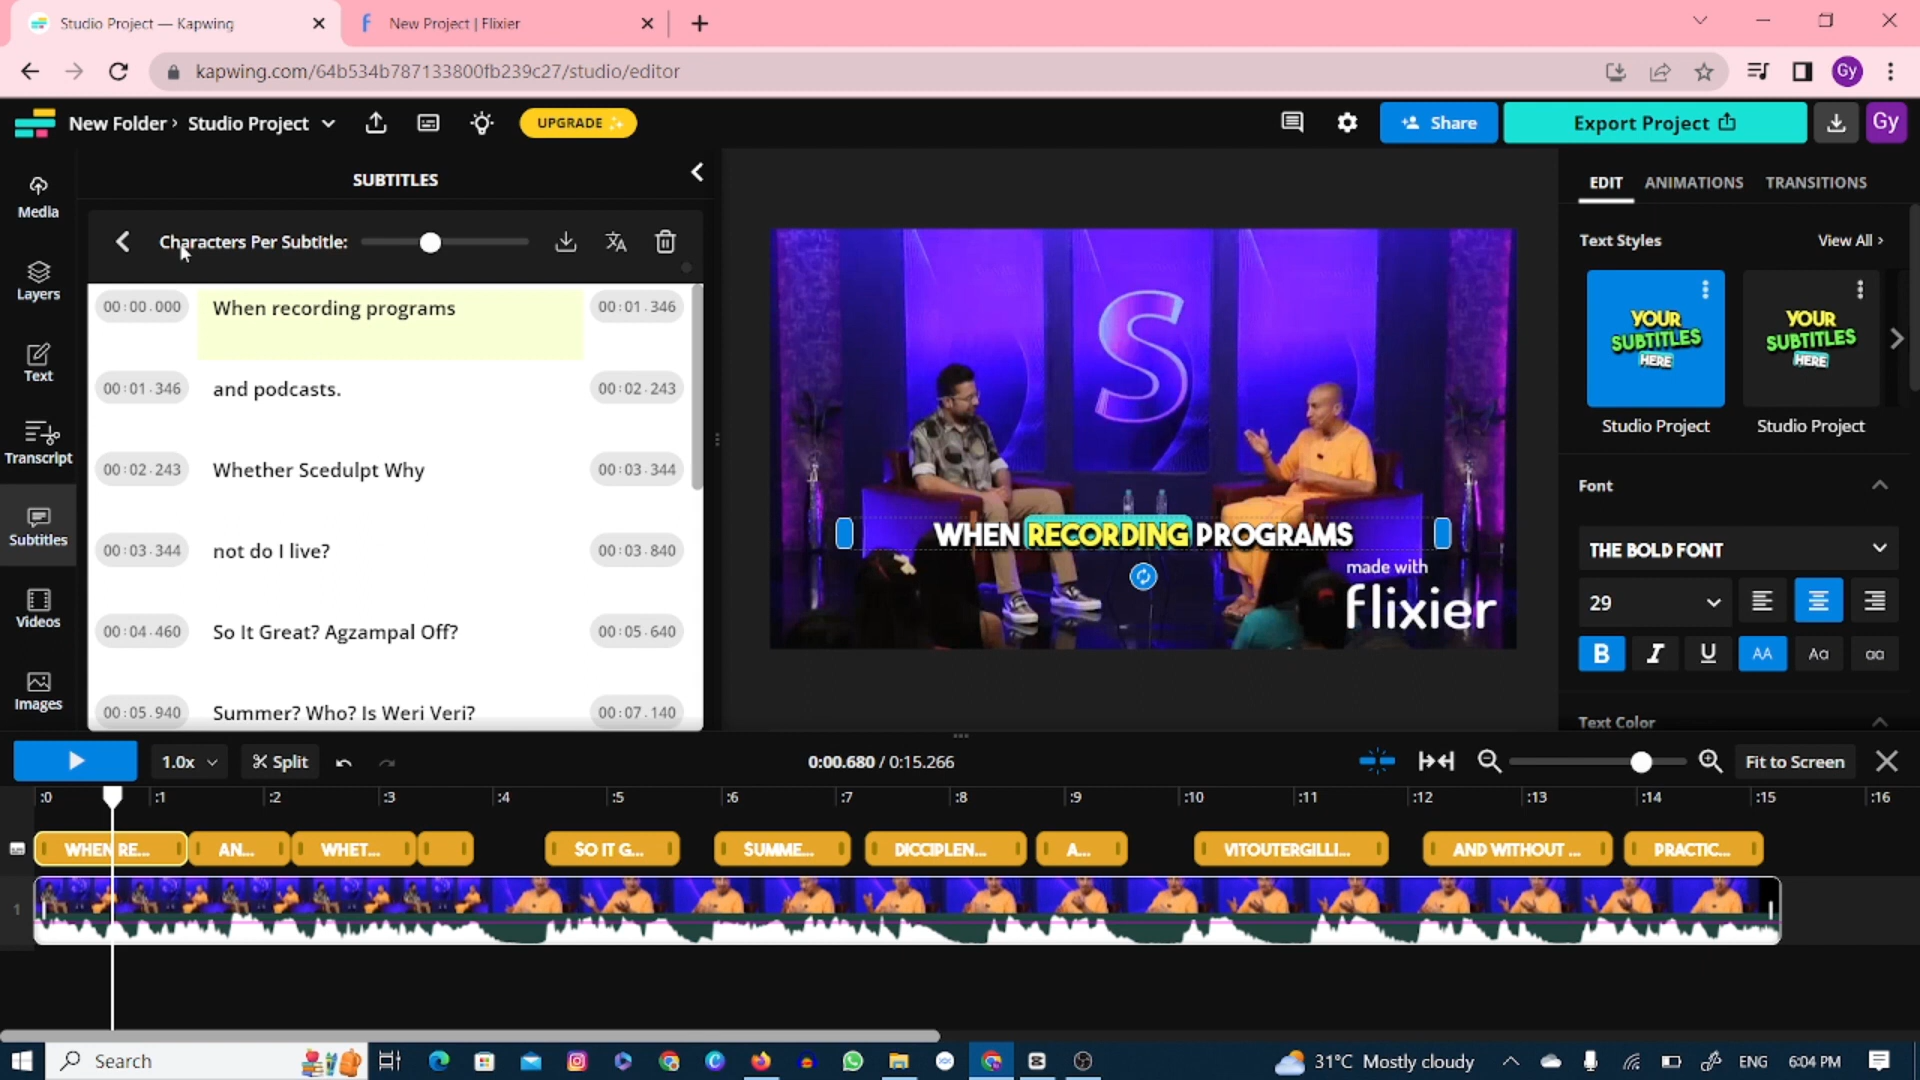 Studio Project — Kapwing
New Project | Flixier
kapwing.com/64b534b787133800fb239c27/studio/editor
Gy
New Folder › Studio Project
UPGRADE
Share
Export Project
Gy
Media
Layers
Text
Transcript
Subtitles
Videos
Images
SUBTITLES
Characters Per Subtitle:
00:00.000 When recording programs 00:01.346
00:01.346 and podcasts. 00:02.243
00:02.243 Whether Scedulpt Why 00:03.344
00:03.344 not do I live? 00:03.840
00:04.460 So It Great? Agzampal Off? 00:05.640
00:05.940 Summer? Who? Is Weri Veri? 00:07.140
S
WHEN RECORDING PROGRAMS
made with
flixier
EDIT ANIMATIONS TRANSITIONS
Text Styles View All ›
YOUR
SUBTITLES
HERE
Studio Project
YOUR
SUBTITLES
HERE
Studio Project
Font
THE BOLD FONT
29
B I U AA Aa aa
Text Color
1.0x Split 0:00.680 / 0:15.266 Fit to Screen
:0 :1 :2 :3 :4 :5 :6 :7 :8 :9 :10 :11 :12 :13 :14 :15 :16
WHEN RE... AN... WHET... SO IT G... SUMME... DICCIPLEN... A... VITOUTERGILLI... AND WITHOUT ... PRACTIC...
1
Search 31°C Mostly cloudy ENG 6:04 PM